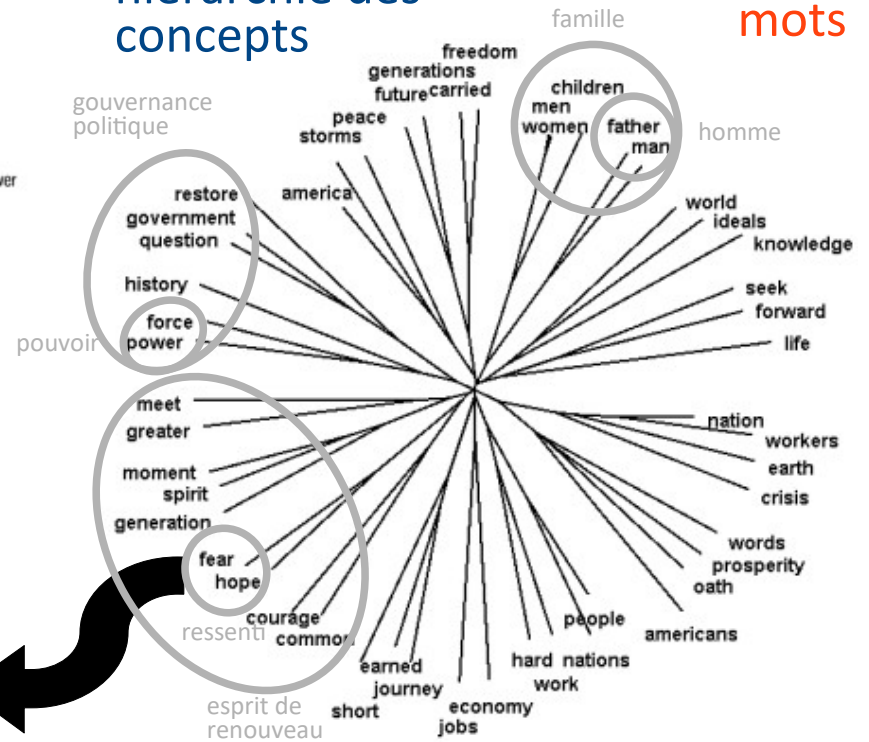 hiérarchie des
concepts
mots
famille
gouvernance
politique
homme
pouvoir
ressenti
esprit de
renouveau
freedom
generations
future
carried
peace
storms
america
children
men
women
father
man
world
ideals
knowledge
seek
forward
life
nation
workers
earth
crisis
words
prosperity
oath
americans
people
hard
nations
work
economy
jobs
earned
journey
short
courage
common
fear
hope
generation
spirit
moment
greater
meet
power
force
history
question
government
restore